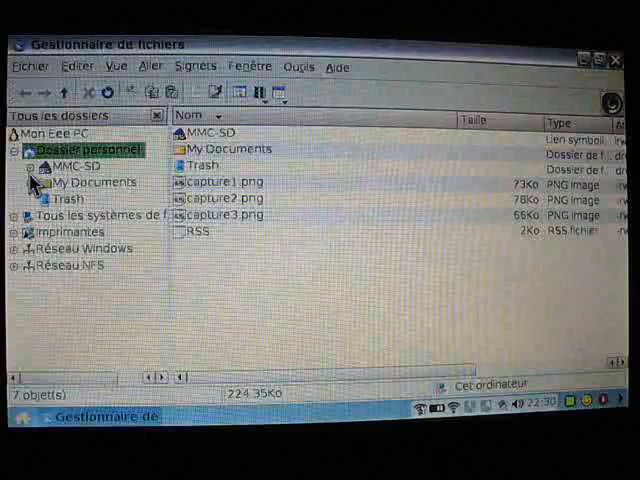 Gestionnaire de fichiers
Fichier Editer Vue Aller Signets Fenêtre Outils Aide
Tous les dossiers
Nom Taille Type
Mon Eee PC
Dossier personnel
MMC-SD
My Documents
Trash
Tous les systèmes de f
Imprimantes
Réseau Windows
Réseau NFS
MMC-SD Lien symboli.
My Documents Dossier de f.
Trash Dossier de f.
capture1.png 73Ko PNG image
capture2.png 78Ko PNG image
capture3.png 66Ko PNG image
RSS 2Ko RSS fichier
7 objet(s) 224.35Ko Cet ordinateur
Gestionnaire de 22:30